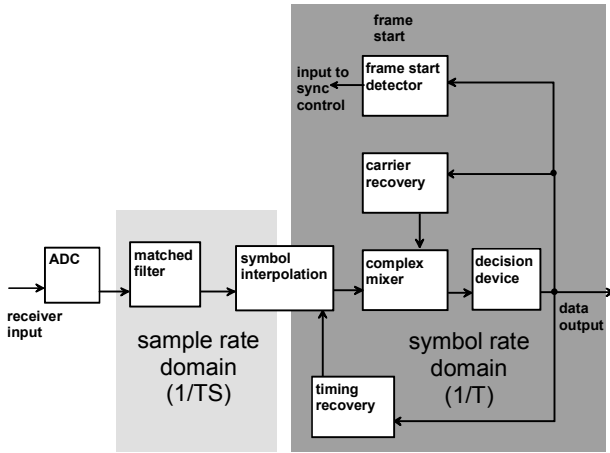 frame
start
input to
sync
control
frame start
detector
carrier
recovery
ADC
matched
filter
symbol
interpolation
complex
mixer
decision
device
receiver
input
data
output
sample rate
domain
(1/TS)
symbol rate
domain
(1/T)
timing
recovery